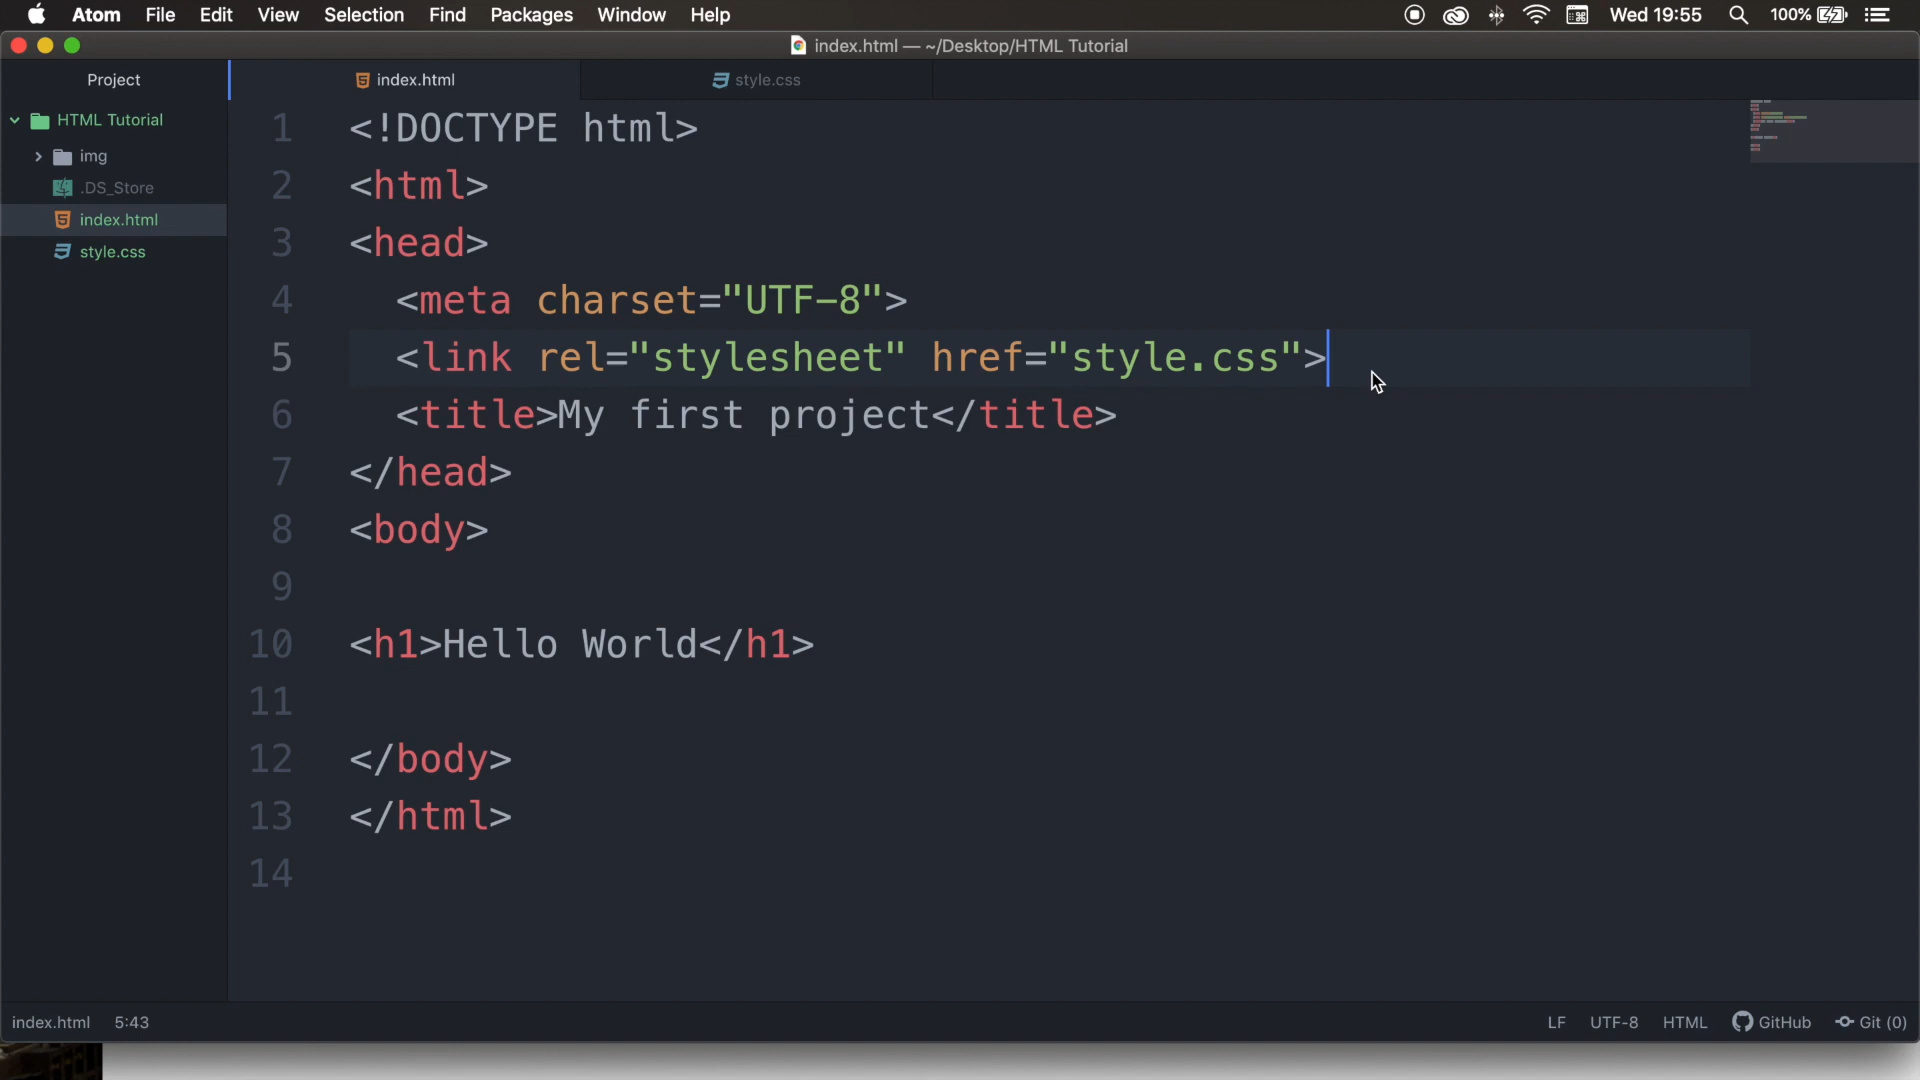 Atom File Edit View Selection Find Packages Window Help Wed 19:55 100%
index.html — ~/Desktop/HTML Tutorial
Project index.html style.css
HTML Tutorial
img
.DS_Store
index.html
style.css
1 <!DOCTYPE html>
2 <html>
3 <head>
4 <meta charset="UTF-8">
5 <link rel="stylesheet" href="style.css">
6 <title>My first project</title>
7 </head>
8 <body>
9
10 <h1>Hello World</h1>
11
12 </body>
13 </html>
14
index.html 5:43 LF UTF-8 HTML GitHub Git (0)